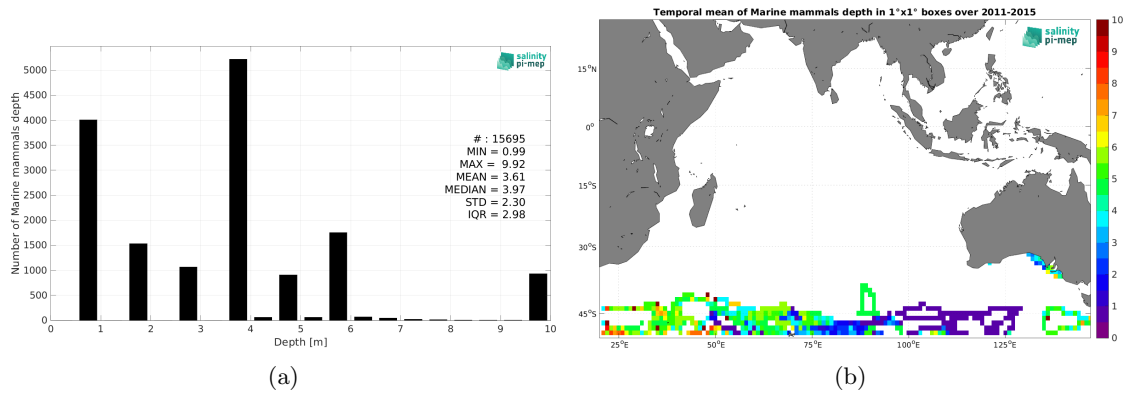 salinity
pi-mep
Number of Marine mammals depth
5000
4500
4000
3500
3000
2500
2000
1500
1000
500
0
# : 15695
MIN = 0.99
MAX = 9.92
MEAN = 3.61
MEDIAN = 3.97
STD = 2.30
IQR = 2.98
0 1 2 3 4 5 6 7 8 9 10
Depth [m]
(a)
Temporal mean of Marine mammals depth in 1°x1° boxes over 2011-2015
salinity
pi-mep
15°N
0°
15°S
30°S
45°S
25°E 50°E 75°E 100°E 125°E
10
9
8
7
6
5
4
3
2
1
0
(b)